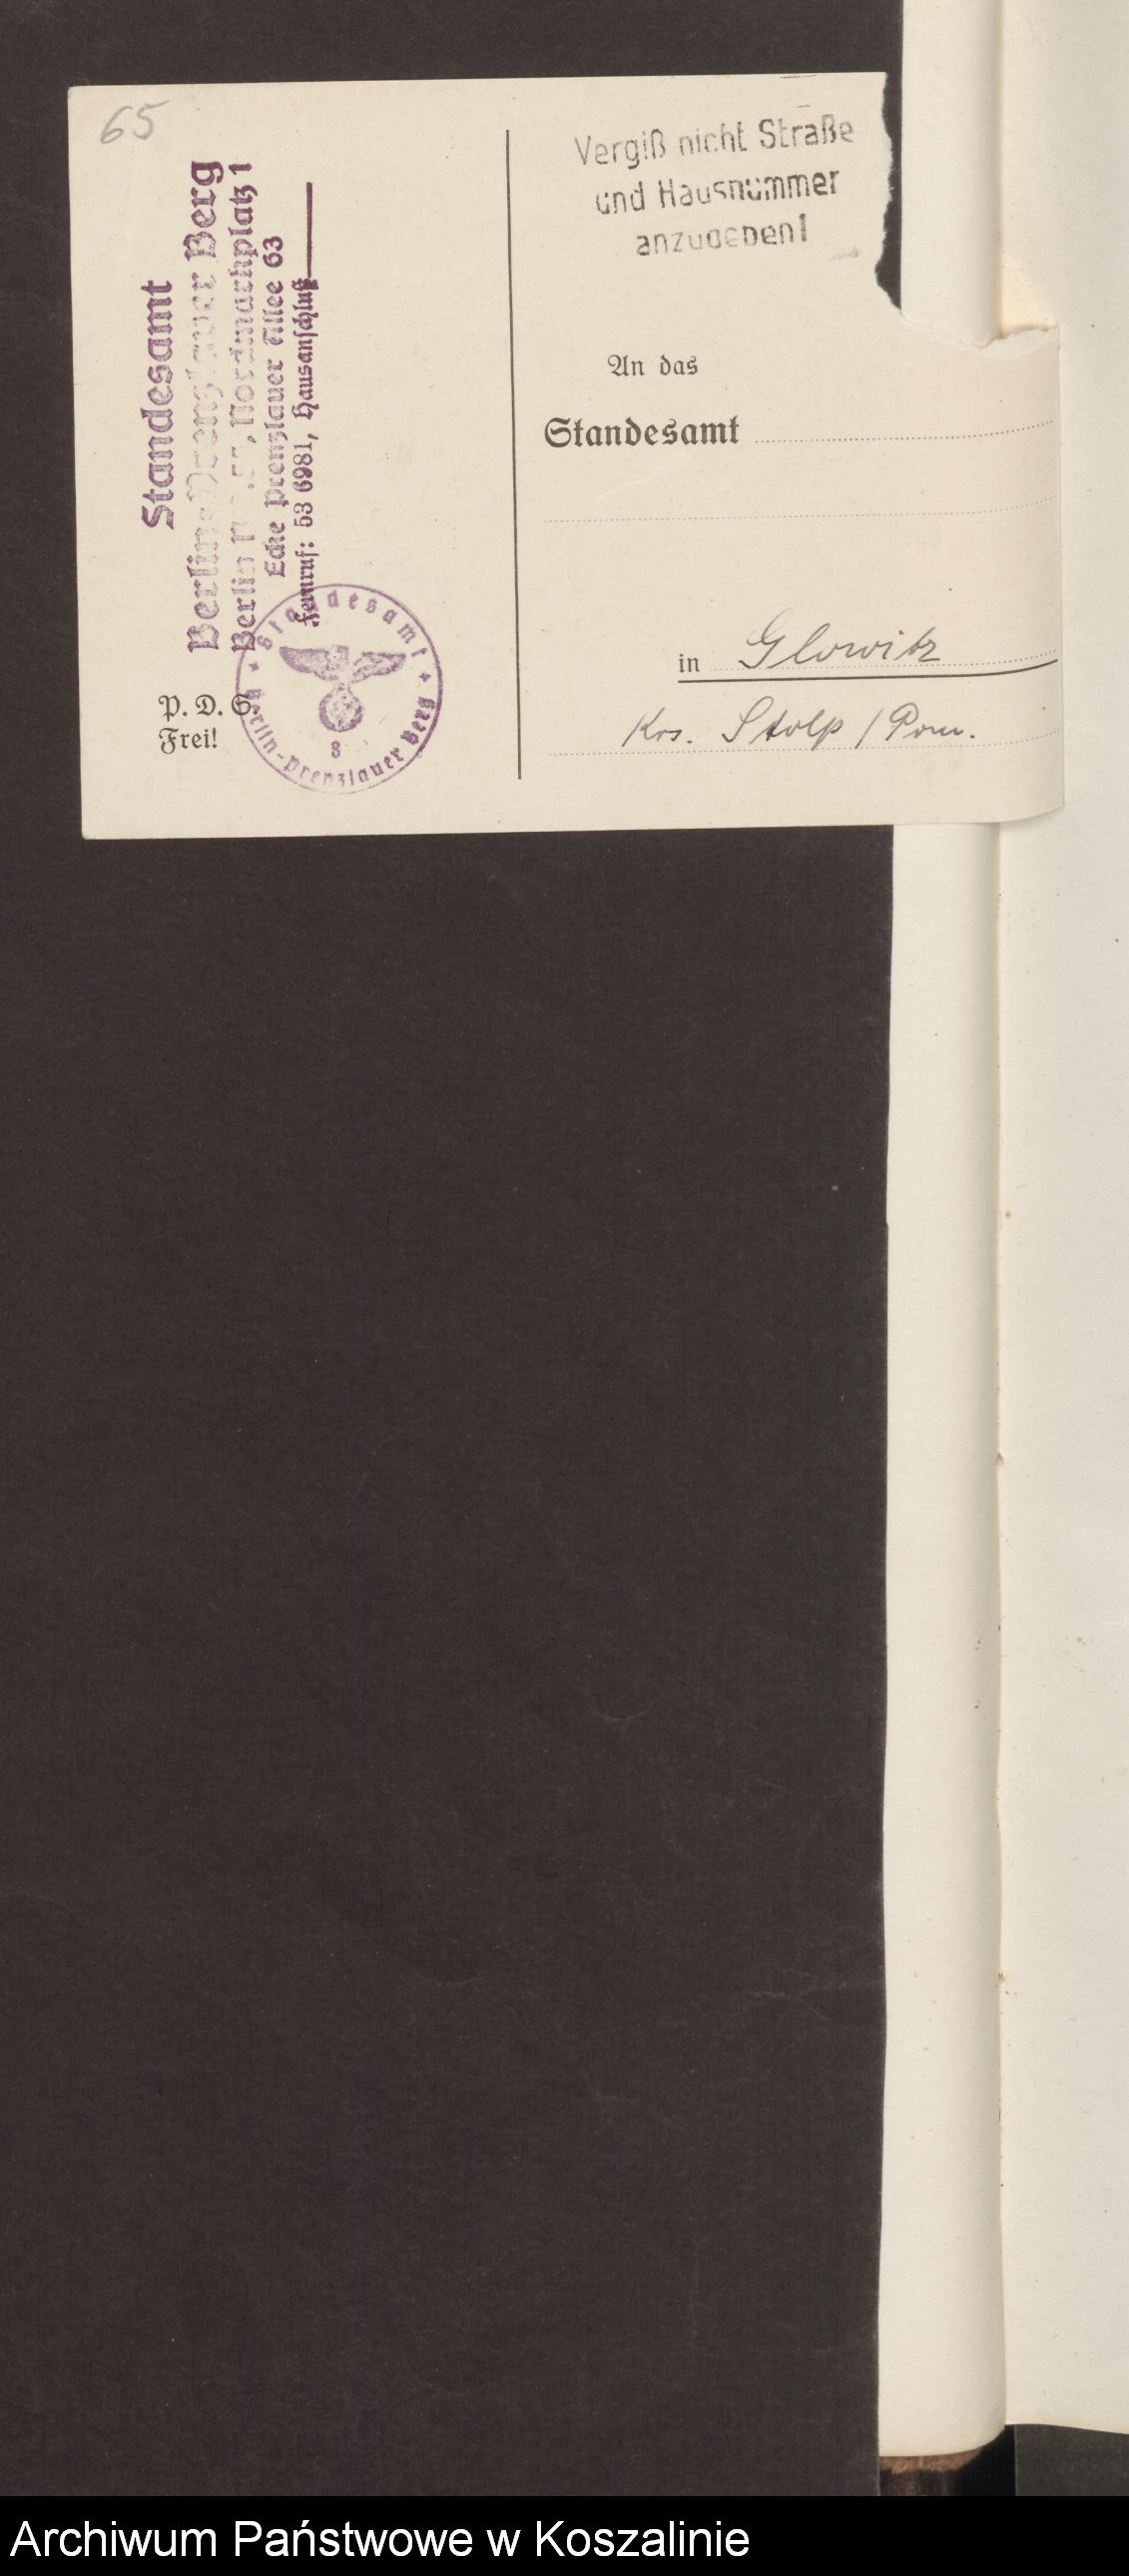 65
Standesamt
Berlin-Prenzlauer Berg
Berlin Nordmarkplatz 1
Ecke Prenzlauer Allee 63
Fernruf: 53 6981, Hausanschluß
P. D. S.
Frei!
Standesamt
8
Berlin-Prenzlauer Berg
Vergiß nicht Straße
und Hausnummer
anzugeben!
An das
Standesamt
in Glowitz
Krs. Stolp / Pom.
Archiwum Państwowe w Koszalinie